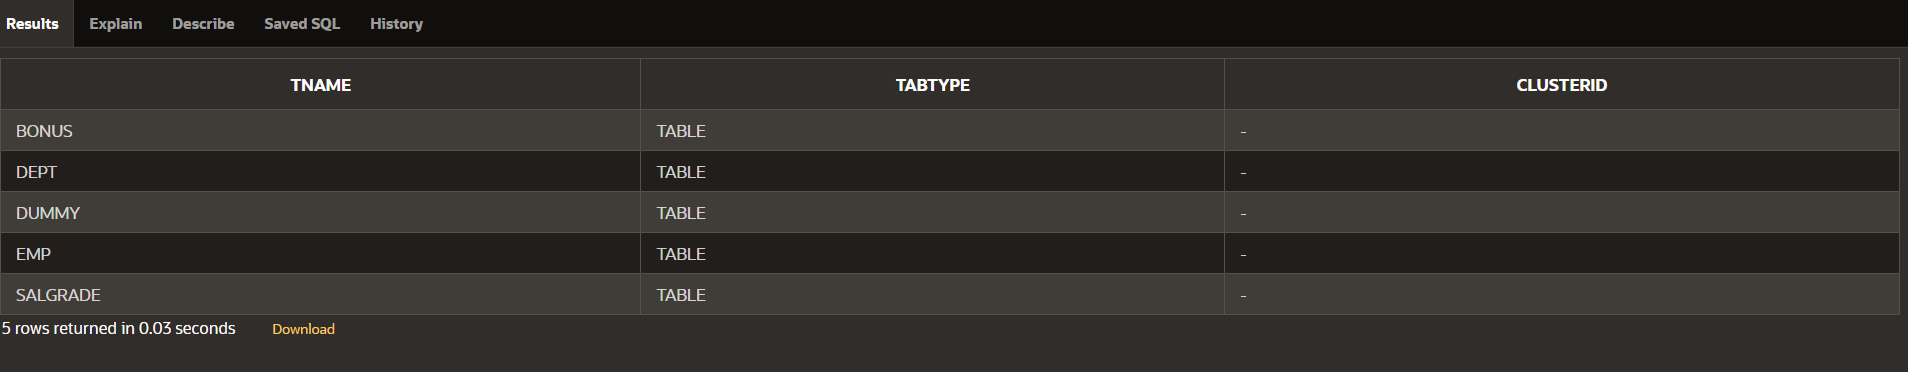 Results Explain Describe Saved SQL History
TNAME TABTYPE CLUSTERID
BONUS TABLE -
DEPT TABLE -
DUMMY TABLE -
EMP TABLE -
SALGRADE TABLE -
5 rows returned in 0.03 seconds Download